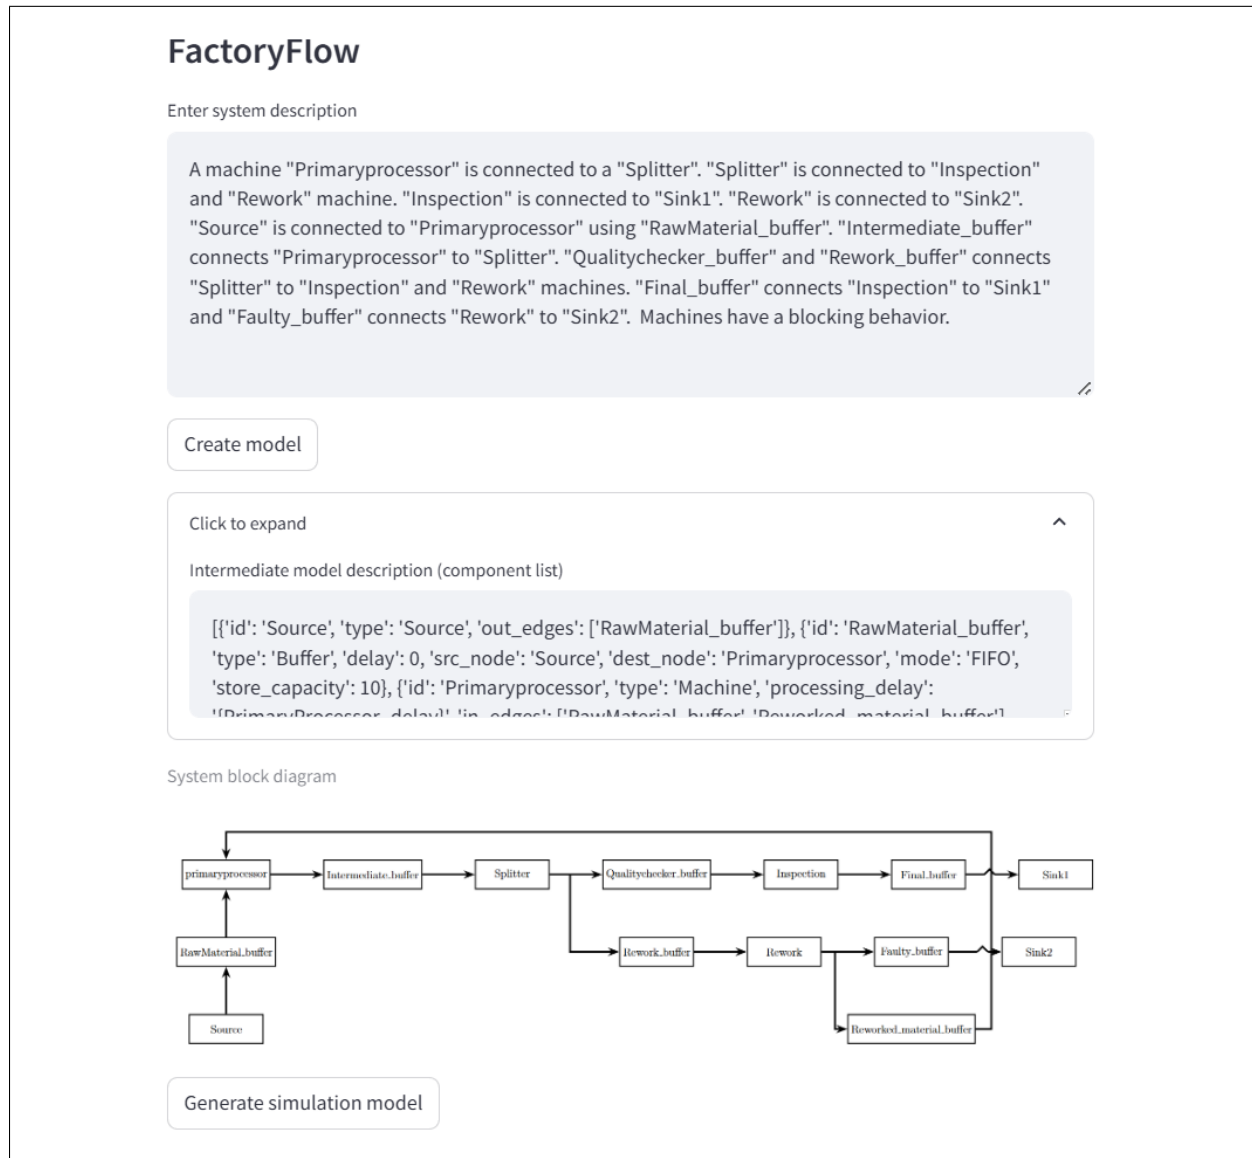 FactoryFlow
Enter system description
A machine "Primaryprocessor" is connected to a "Splitter". "Splitter" is connected to "Inspection"
and "Rework" machine. "Inspection" is connected to "Sink1". "Rework" is connected to "Sink2".
"Source" is connected to "Primaryprocessor" using "RawMaterial_buffer". "Intermediate_buffer"
connects "Primaryprocessor" to "Splitter". "Qualitychecker_buffer" and "Rework_buffer" connects
"Splitter" to "Inspection" and "Rework" machines. "Final_buffer" connects "Inspection" to "Sink1"
and "Faulty_buffer" connects "Rework" to "Sink2".  Machines have a blocking behavior.
Create model
Click to expand
Intermediate model description (component list)
[{'id': 'Source', 'type': 'Source', 'out_edges': ['RawMaterial_buffer']}, {'id': 'RawMaterial_buffer',
'type': 'Buffer', 'delay': 0, 'src_node': 'Source', 'dest_node': 'Primaryprocessor', 'mode': 'FIFO',
'store_capacity': 10}, {'id': 'Primaryprocessor', 'type': 'Machine', 'processing_delay':
'{PrimaryProcessor_delay}', 'in_edges': ['RawMaterial_buffer', 'Reworked_material_buffer'],
System block diagram
primaryprocessor
Intermediate_buffer
Splitter
Qualitychecker_buffer
Inspection
Final_buffer
Sink1
RawMaterial_buffer
Rework_buffer
Rework
Faulty_buffer
Sink2
Source
Reworked_material_buffer
Generate simulation model